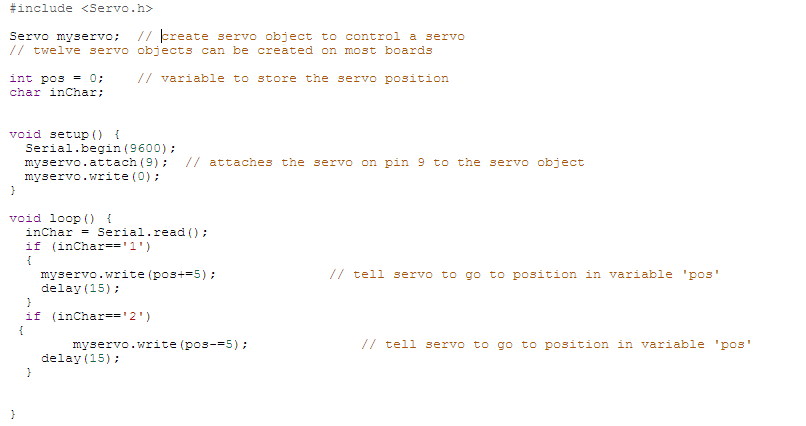 #include <Servo.h>
Servo myservo;  // create servo object to control a servo
// twelve servo objects can be created on most boards
int pos = 0;    // variable to store the servo position
char inChar;
void setup() {
  Serial.begin(9600);
  myservo.attach(9);  // attaches the servo on pin 9 to the servo object
  myservo.write(0);
}
void loop() {
  inChar = Serial.read();
  if (inChar=='1')
  {
    myservo.write(pos+=5);              // tell servo to go to position in variable 'pos'
    delay(15);
  }
  if (inChar=='2')
 {
        myservo.write(pos-=5);              // tell servo to go to position in variable 'pos'
    delay(15);
  }
}